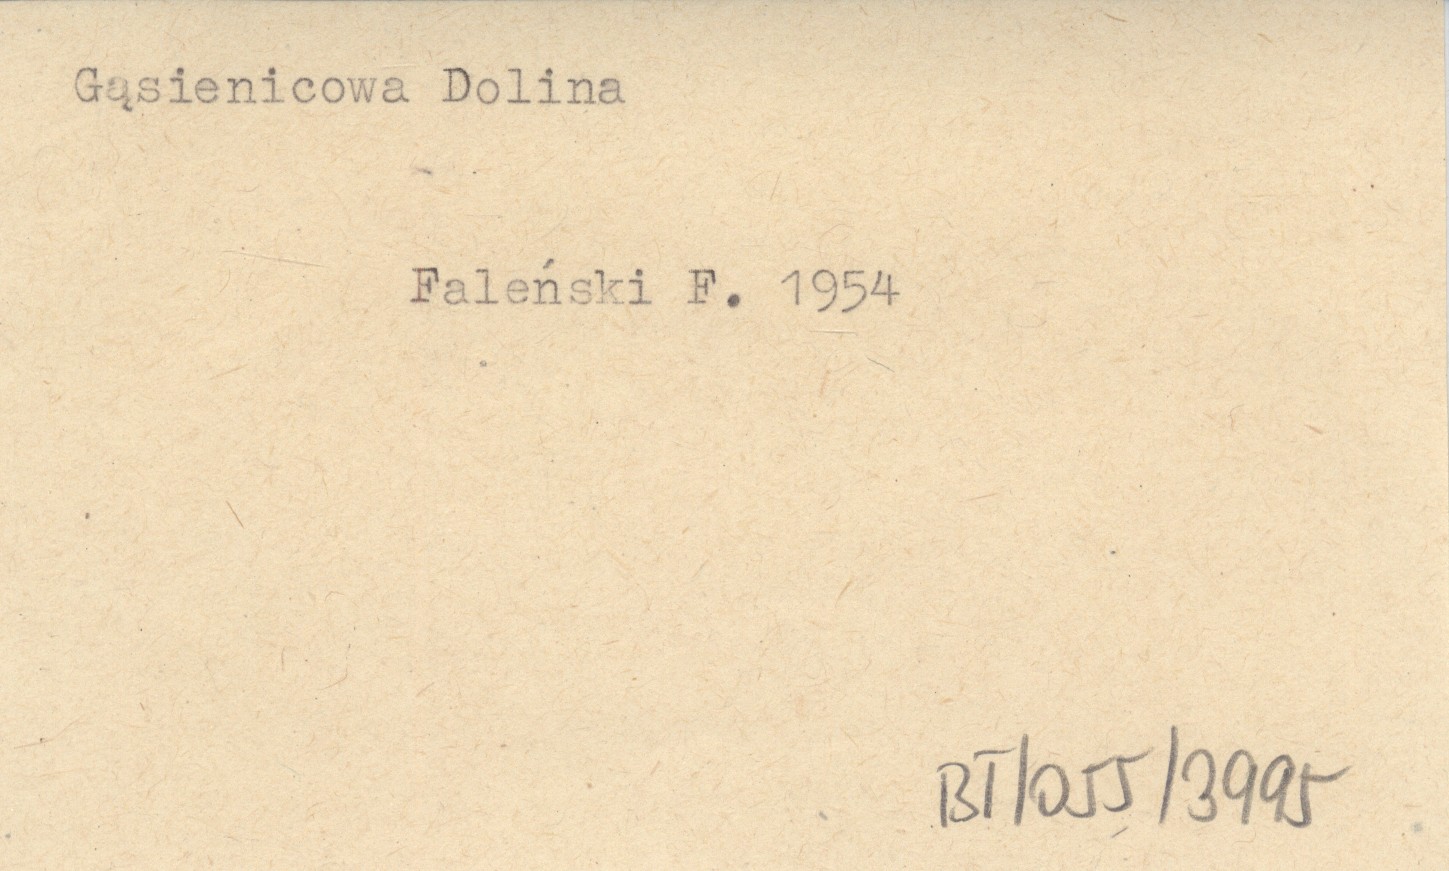 Gąsienicowa Dolina
Faleński F. 1954
BT/055/3995